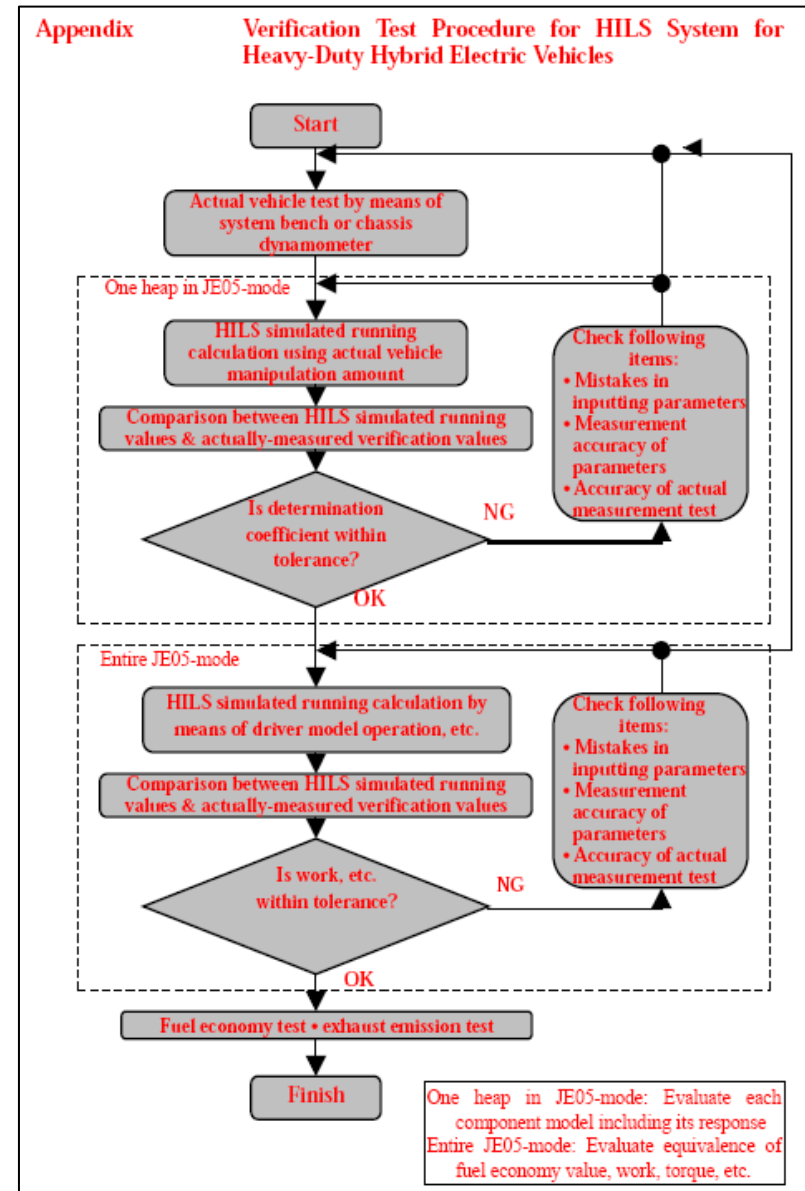 Appendix Verification Test Procedure for HILS System for
Heavy-Duty Hybrid Electric Vehicles
Start
Actual vehicle test by means of
system bench or chassis
dynamometer
One heap in JE05-mode
HILS simulated running
calculation using actual vehicle
manipulation amount
Comparison between HILS simulated running
values & actually-measured verification values
Is determination
coefficient within
tolerance?
NG
OK
Check following
items:
• Mistakes in
inputting parameters
• Measurement
accuracy of
parameters
• Accuracy of actual
measurement test
Entire JE05-mode
HILS simulated running calculation by
means of driver model operation, etc.
Comparison between HILS simulated running
values & actually-measured verification values
Is work, etc.
within tolerance?
NG
OK
Check following
items:
• Mistakes in
inputting parameters
• Measurement
accuracy of
parameters
• Accuracy of actual
measurement test
Fuel economy test • exhaust emission test
Finish
One heap in JE05-mode: Evaluate each
component model including its response
Entire JE05-mode: Evaluate equivalence of
fuel economy value, work, torque, etc.